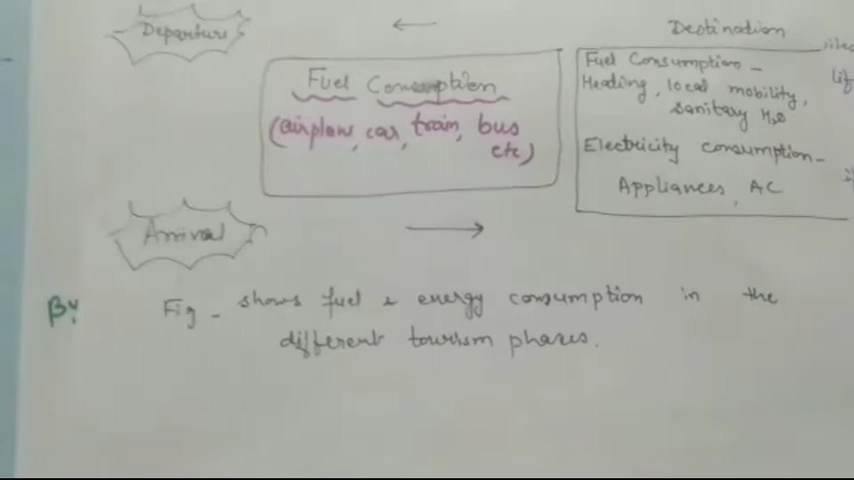 Departure
Destination
Fuel Consumption
(airplane, car, train, bus
etc)
Fuel Consumption -
Heading, local mobility,
sanitary H2O
Electricity consumption -
Appliances, AC
Arrival
Fig - shows fuel & energy consumption in the
different tourism phases.